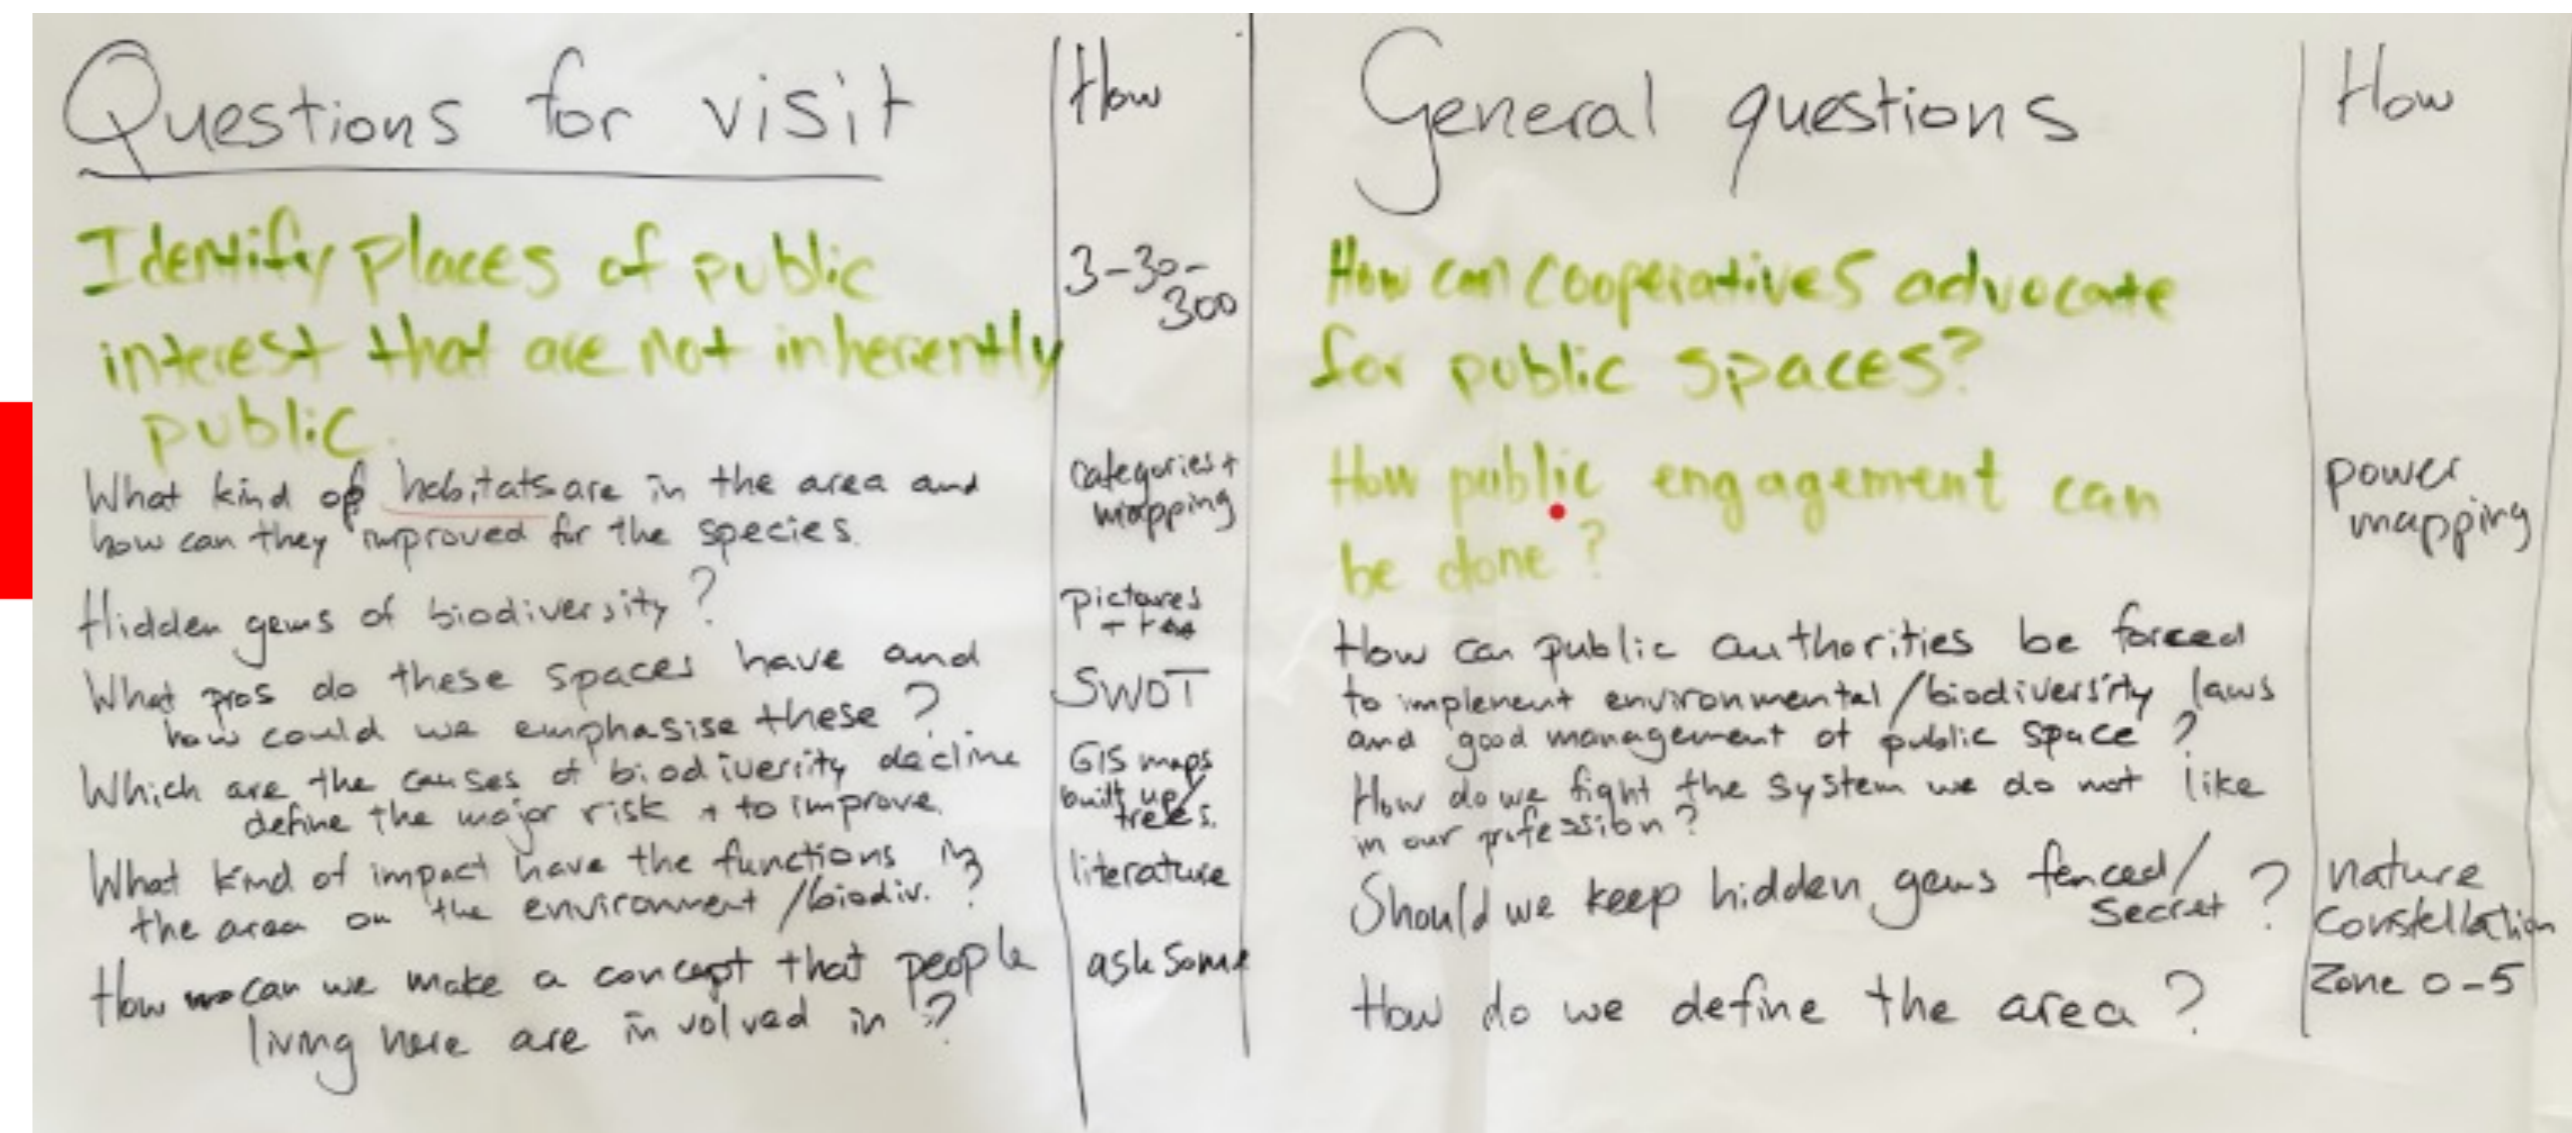 Questions for visit
How
Identify places of public
interest that are not inherently
public.
3-30-
300
What kind of habitats are in the area and
how can they improved for the species.
categories +
mapping
Hidden gems of biodiversity?
pictures
What pros do these spaces have and
how could we emphasise these?
SWOT
Which are the causes of biodiversity decline
define the major risk + to improve.
GIS maps
built up/
trees.
What kind of impact have the functions in
the area on the environment/biodiv.?
literature
How can we make a concept that people
living here are involved in?
ask some
General questions
How
How can cooperatives advocate
for public spaces?
How public engagement can
be done?
power
mapping
How can public authorities be forced
to implement environmental/biodiversity laws
and good management of public space?
How do we fight the system we do not like
in our profession?
Should we keep hidden gems fenced/
secret?
nature
constellation
How do we define the area?
Zone 0-5